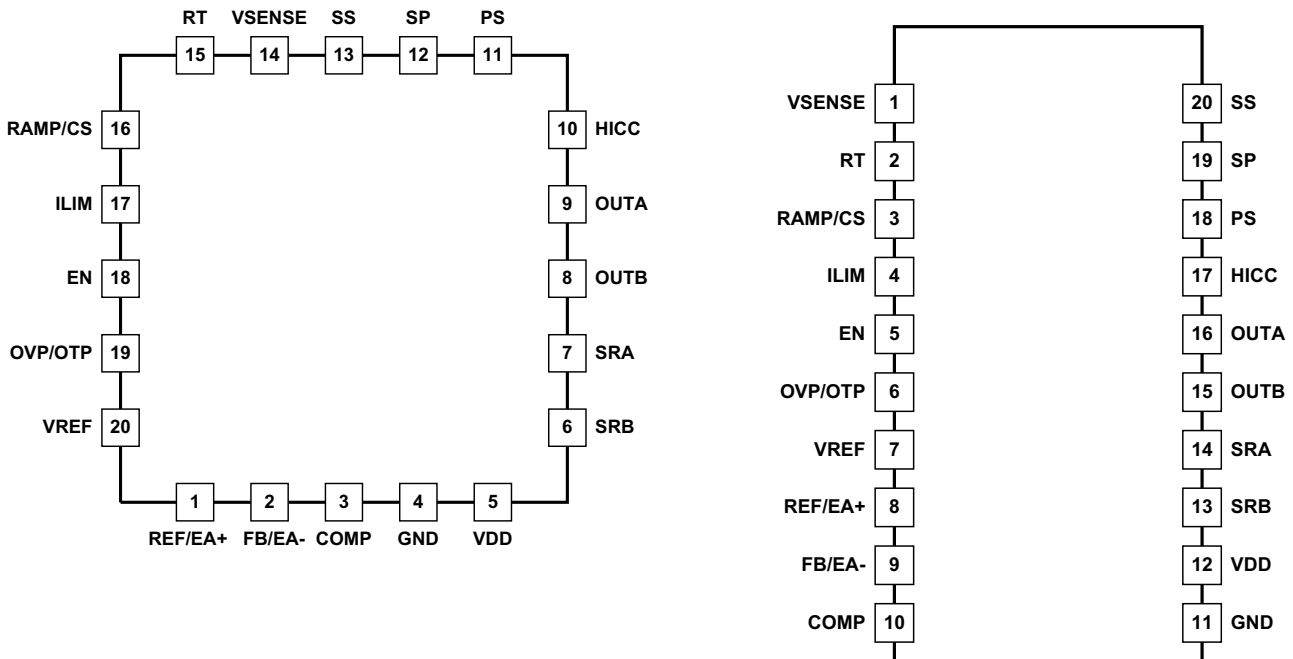 RT VSENSE SS SP PS
15 14 13 12 11
RAMP/CS 16 10 HICC
ILIM 17 9 OUTA
EN 18 8 OUTB
OVP/OTP 19 7 SRA
VREF 20 6 SRB
1 2 3 4 5
REF/EA+ FB/EA- COMP GND VDD
VSENSE 1 20 SS
RT 2 19 SP
RAMP/CS 3 18 PS
ILIM 4 17 HICC
EN 5 16 OUTA
OVP/OTP 6 15 OUTB
VREF 7 14 SRA
REF/EA+ 8 13 SRB
FB/EA- 9 12 VDD
COMP 10 11 GND